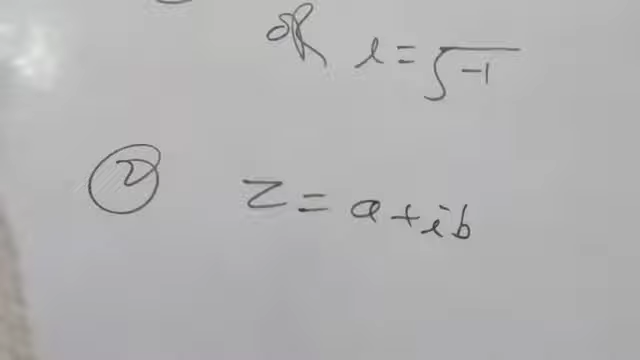 or i = √-1
② z = a + ib